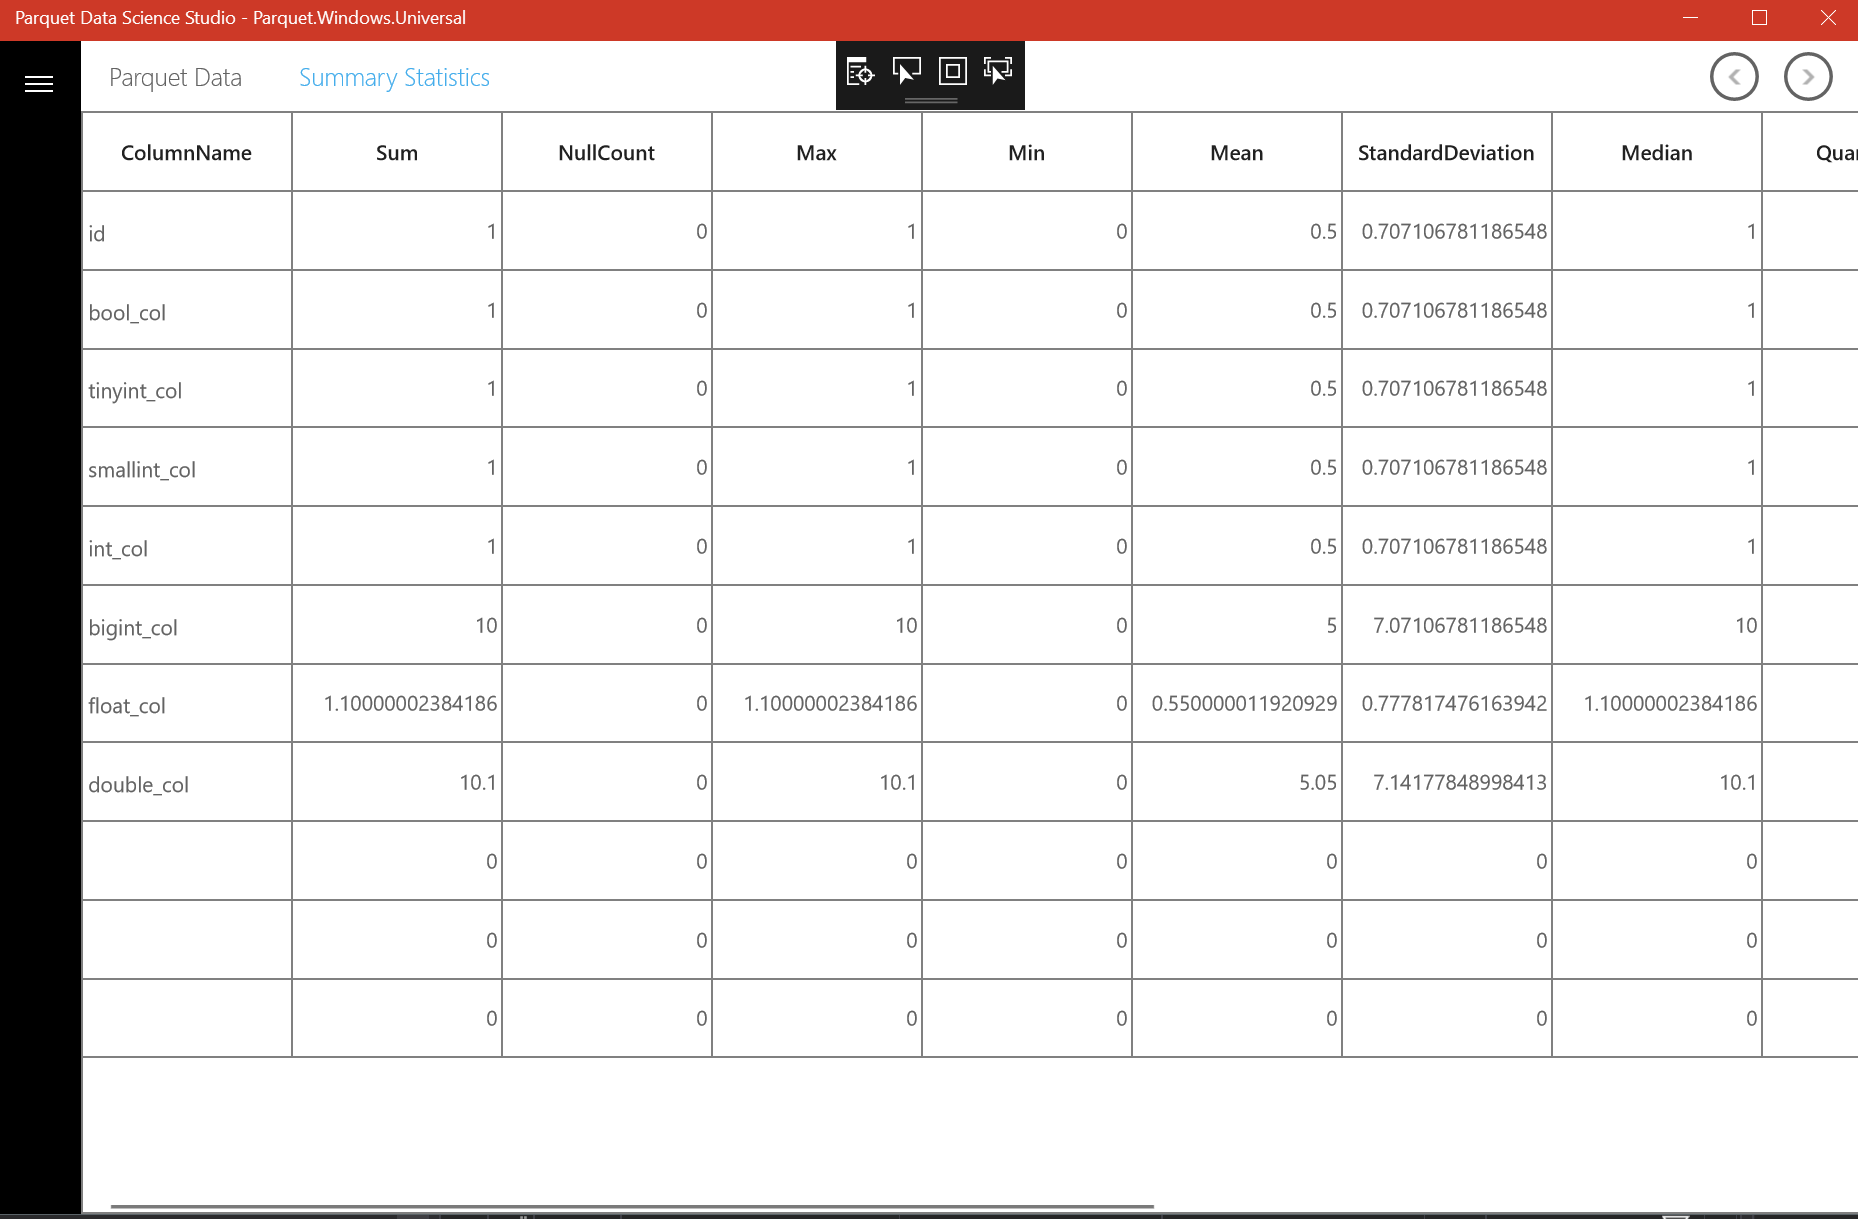 Parquet Data Science Studio - Parquet.Windows.Universal
Parquet Data Summary Statistics
ColumnName Sum NullCount Max Min Mean StandardDeviation Median
id 1 0 1 0 0.5 0.707106781186548 1
bool_col 1 0 1 0 0.5 0.707106781186548 1
tinyint_col 1 0 1 0 0.5 0.707106781186548 1
smallint_col 1 0 1 0 0.5 0.707106781186548 1
int_col 1 0 1 0 0.5 0.707106781186548 1
bigint_col 10 0 10 0 5 7.07106781186548 10
float_col 1.10000002384186 0 1.10000002384186 0 0.550000011920929 0.777817476163942 1.10000002384186
double_col 10.1 0 10.1 0 5.05 7.14177848998413 10.1
0 0 0 0 0 0 0
0 0 0 0 0 0 0
0 0 0 0 0 0 0